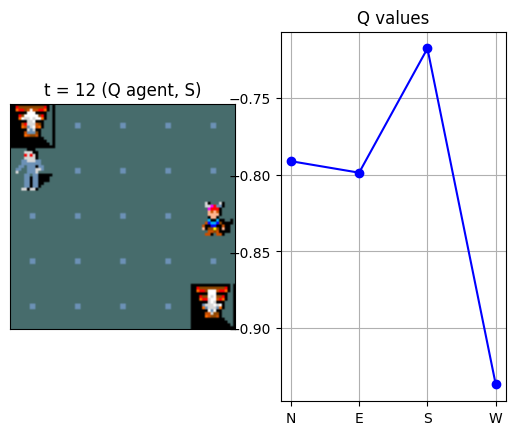 Q values
t = 12 (Q agent, S)
−0.75
−0.80
−0.85
−0.90
N E S W